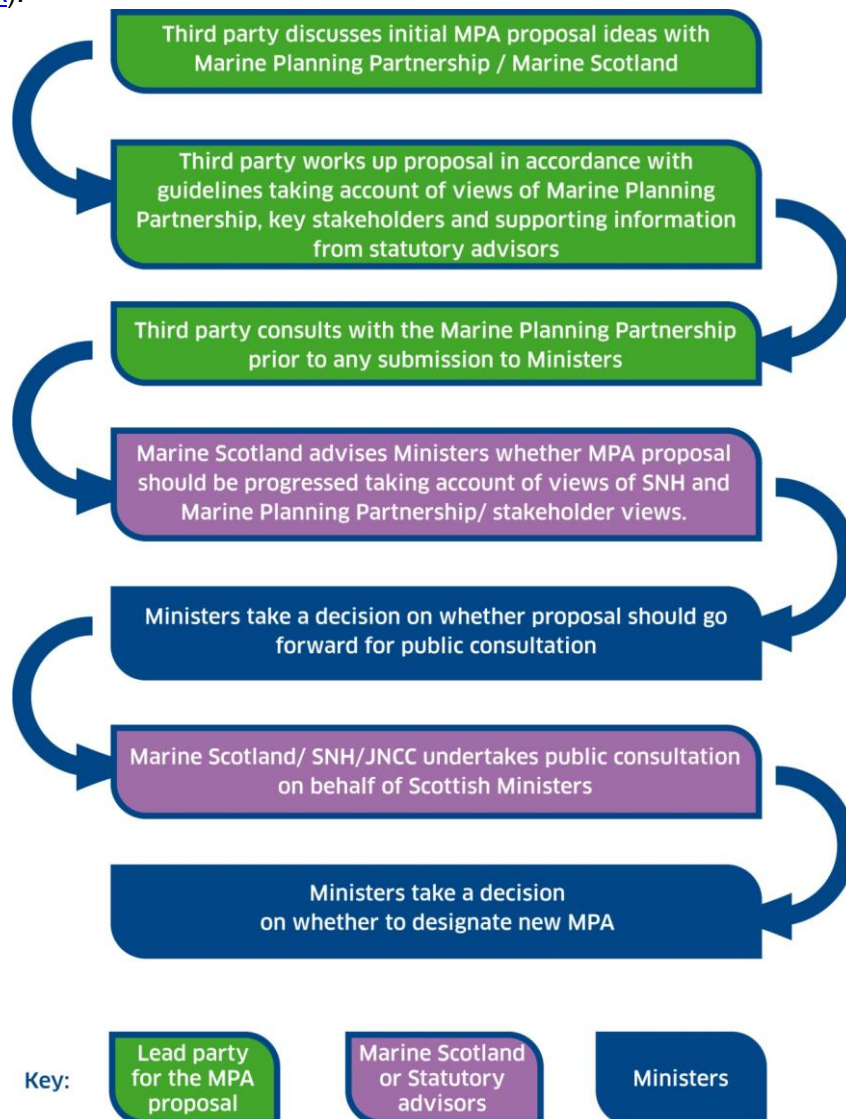 ).
Third party discusses initial MPA proposal ideas with
Marine Planning Partnership / Marine Scotland
Third party works up proposal in accordance with
guidelines taking account of views of Marine Planning
Partnership, key stakeholders and supporting information
from statutory advisors
Third party consults with the Marine Planning Partnership
prior to any submission to Ministers
Marine Scotland advises Ministers whether MPA proposal
should be progressed taking account of views of SNH and
Marine Planning Partnership/ stakeholder views.
Ministers take a decision on whether proposal should go
forward for public consultation
Marine Scotland/ SNH/JNCC undertakes public consultation
on behalf of Scottish Ministers
Ministers take a decision
on whether to designate new MPA
Key:
Lead party
for the MPA
proposal
Marine Scotland
or Statutory
advisors
Ministers